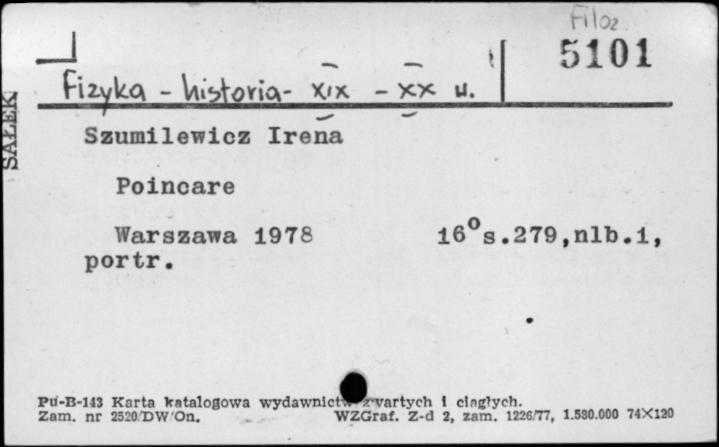 Filoz
5101
Fizyka - historia - XIX - XX w.
SAŁEK
Szumilewicz Irena
Poincare
Warszawa 1978 16⁰s.279,nlb.1,
portr.
Pu-B-143 Karta katalogowa wydawnictw zwartych i ciągłych.
Zam. nr 2520/DW/On. WZGraf. Z-d 2, zam. 1226/77, 1.580.000 74X120